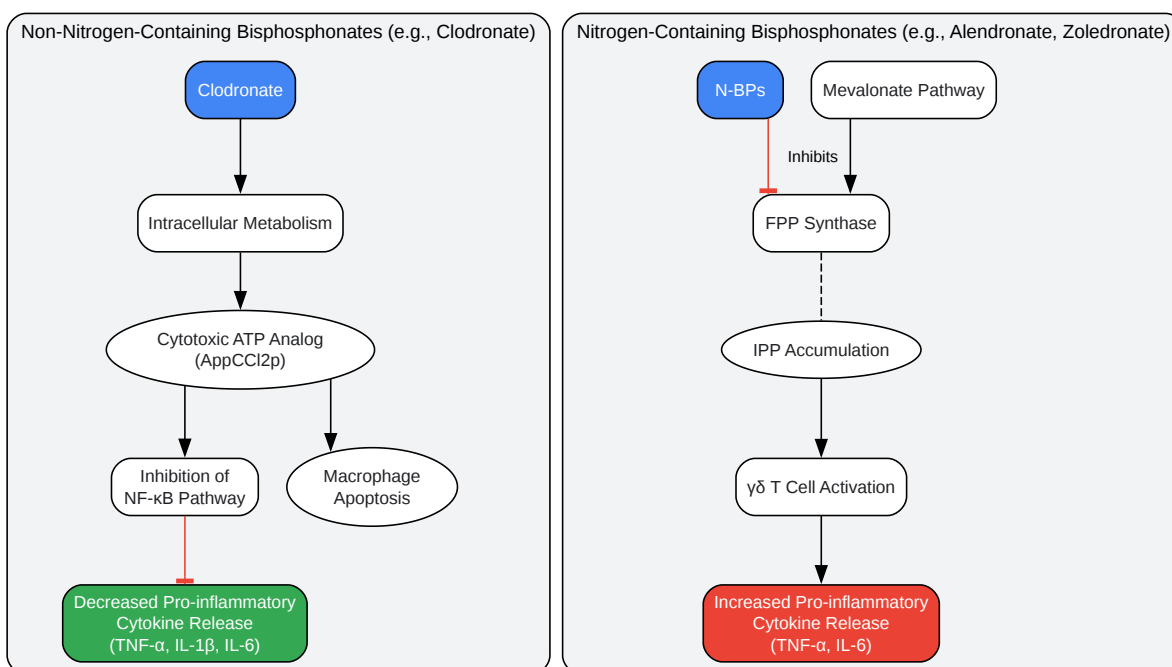 Non-Nitrogen-Containing Bisphosphonates (e.g., Clodronate)
Clodronate
Intracellular Metabolism
Cytotoxic ATP Analog
(AppCCl2p)
Inhibition of
NF-κB Pathway
Macrophage
Apoptosis
Decreased Pro-inflammatory
Cytokine Release
(TNF-α, IL-1β, IL-6)
Nitrogen-Containing Bisphosphonates (e.g., Alendronate, Zoledronate)
N-BPs
Mevalonate Pathway
Inhibits
FPP Synthase
IPP Accumulation
γδ T Cell Activation
Increased Pro-inflammatory
Cytokine Release
(TNF-α, IL-6)